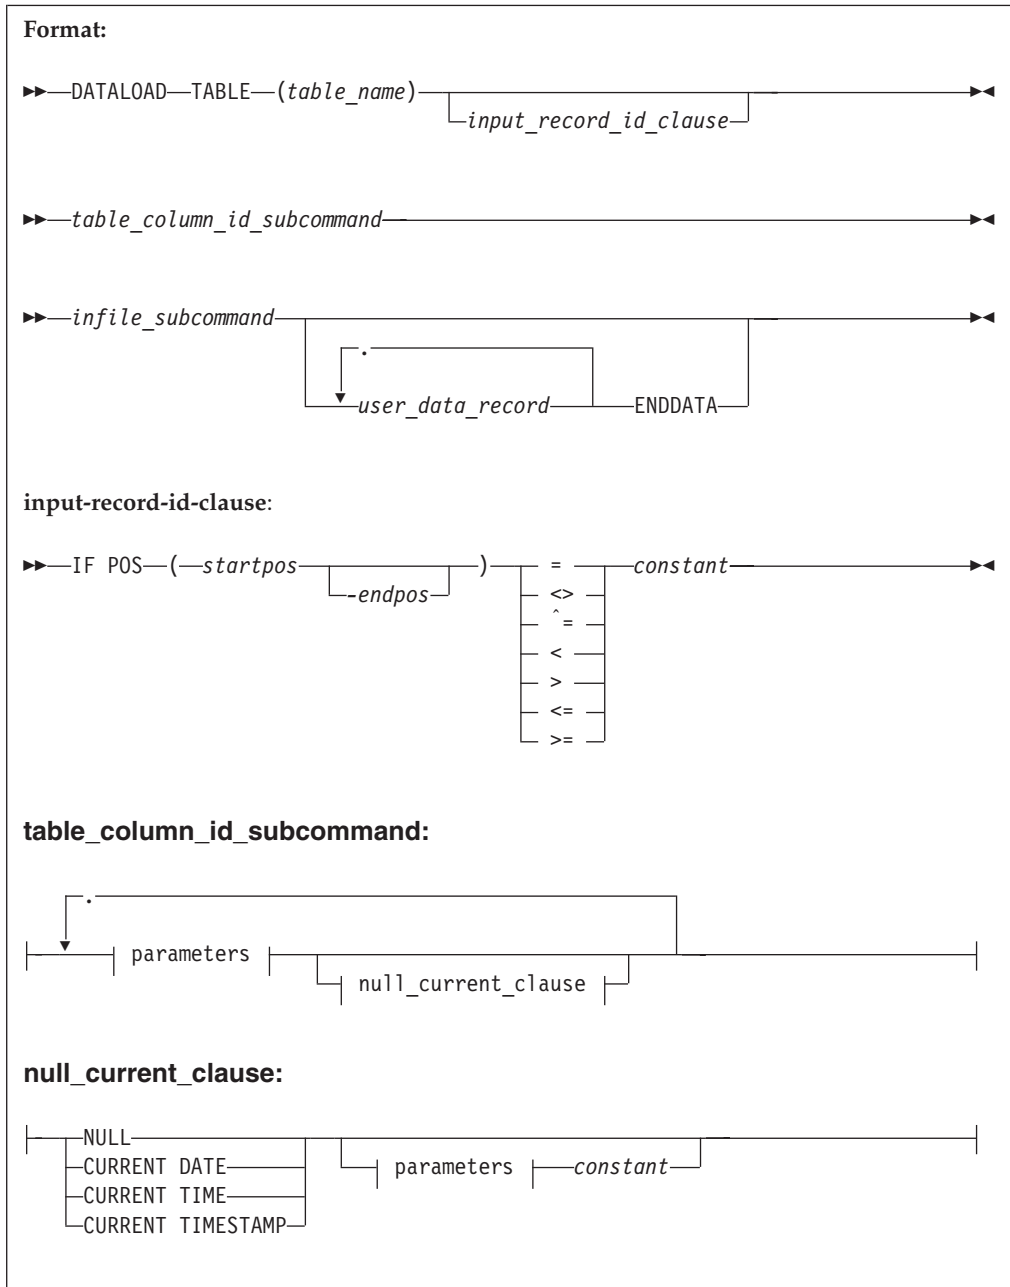 Format:
DATALOAD TABLE (table_name)
input_record_id_clause
table_column_id_subcommand
infile_subcommand
.
user_data_record ENDDATA
input-record-id-clause:
IF POS ( startpos ) = constant
-endpos <>
^=
<
>
<=
>=
table_column_id_subcommand:
.
parameters
null_current_clause
null_current_clause:
NULL
CURRENT DATE parameters constant
CURRENT TIME
CURRENT TIMESTAMP